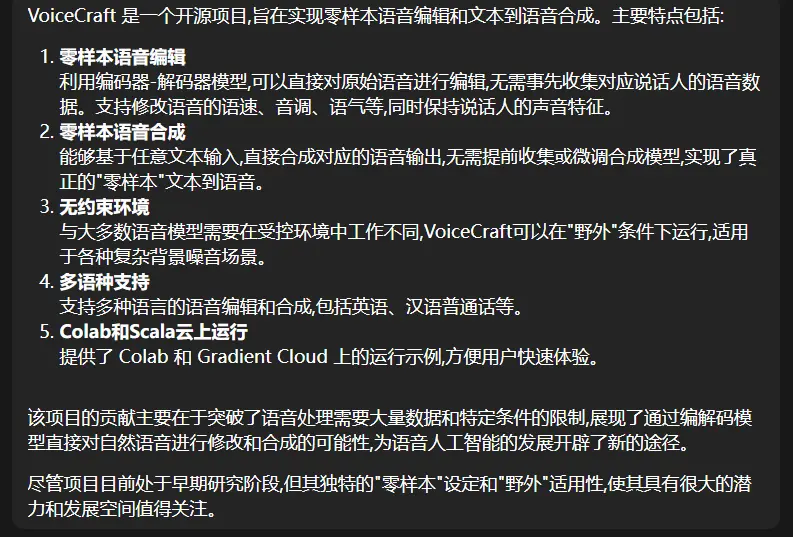 VoiceCraft 是一个开源项目,旨在实现零样本语音编辑和文本到语音合成。主要特点包括:
1. 零样本语音编辑
利用编码器-解码器模型,可以直接对原始语音进行编辑,无需事先收集对应说话人的语音数
据。支持修改语音的语速、音调、语气等,同时保持说话人的声音特征。
2. 零样本语音合成
能够基于任意文本输入,直接合成对应的语音输出,无需提前收集或微调合成模型,实现了真
正的"零样本"文本到语音。
3. 无约束环境
与大多数语音模型需要在受控环境中工作不同,VoiceCraft可以在"野外"条件下运行,适用
于各种复杂背景噪音场景。
4. 多语种支持
支持多种语言的语音编辑和合成,包括英语、汉语普通话等。
5. Colab和Scala云上运行
提供了 Colab 和 Gradient Cloud 上的运行示例,方便用户快速体验。
该项目的贡献主要在于突破了语音处理需要大量数据和特定条件的限制,展现了通过编解码模
型直接对自然语音进行修改和合成的可能性,为语音人工智能的发展开辟了新的途径。
尽管项目目前处于早期研究阶段,但其独特的"零样本"设定和"野外"适用性,使其具有很大的潜
力和发展空间值得关注。